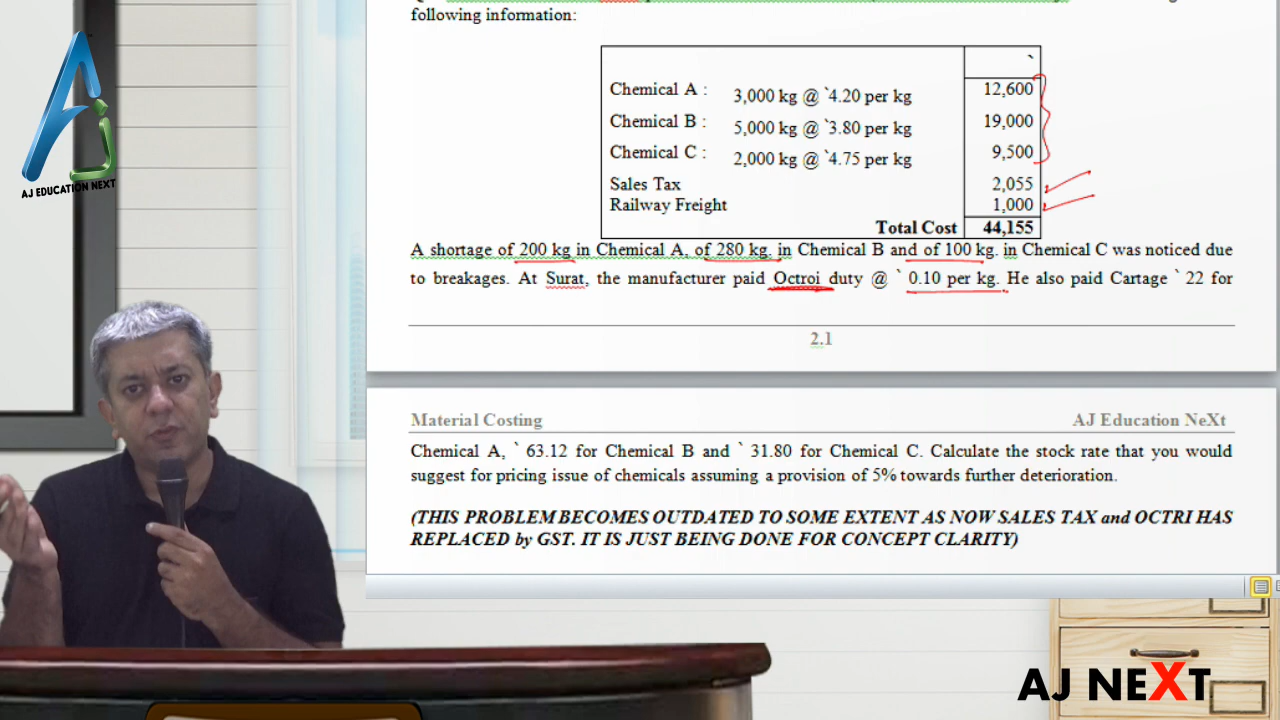 following information:
`
Chemical A : 3,000 kg @ `4.20 per kg 12,600
Chemical B : 5,000 kg @ `3.80 per kg 19,000
Chemical C : 2,000 kg @ `4.75 per kg 9,500
Sales Tax 2,055
Railway Freight 1,000
Total Cost 44,155
A shortage of 200 kg in Chemical A, of 280 kg. in Chemical B and of 100 kg. in Chemical C was noticed due
to breakages. At Surat, the manufacturer paid Octroi duty @ ` 0.10 per kg. He also paid Cartage ` 22 for
2.1
Material Costing AJ Education NeXt
Chemical A, ` 63.12 for Chemical B and ` 31.80 for Chemical C. Calculate the stock rate that you would
suggest for pricing issue of chemicals assuming a provision of 5% towards further deterioration.
(THIS PROBLEM BECOMES OUTDATED TO SOME EXTENT AS NOW SALES TAX and OCTRI HAS
REPLACED by GST. IT IS JUST BEING DONE FOR CONCEPT CLARITY)
AJ EDUCATION NEXT
AJ NEXT